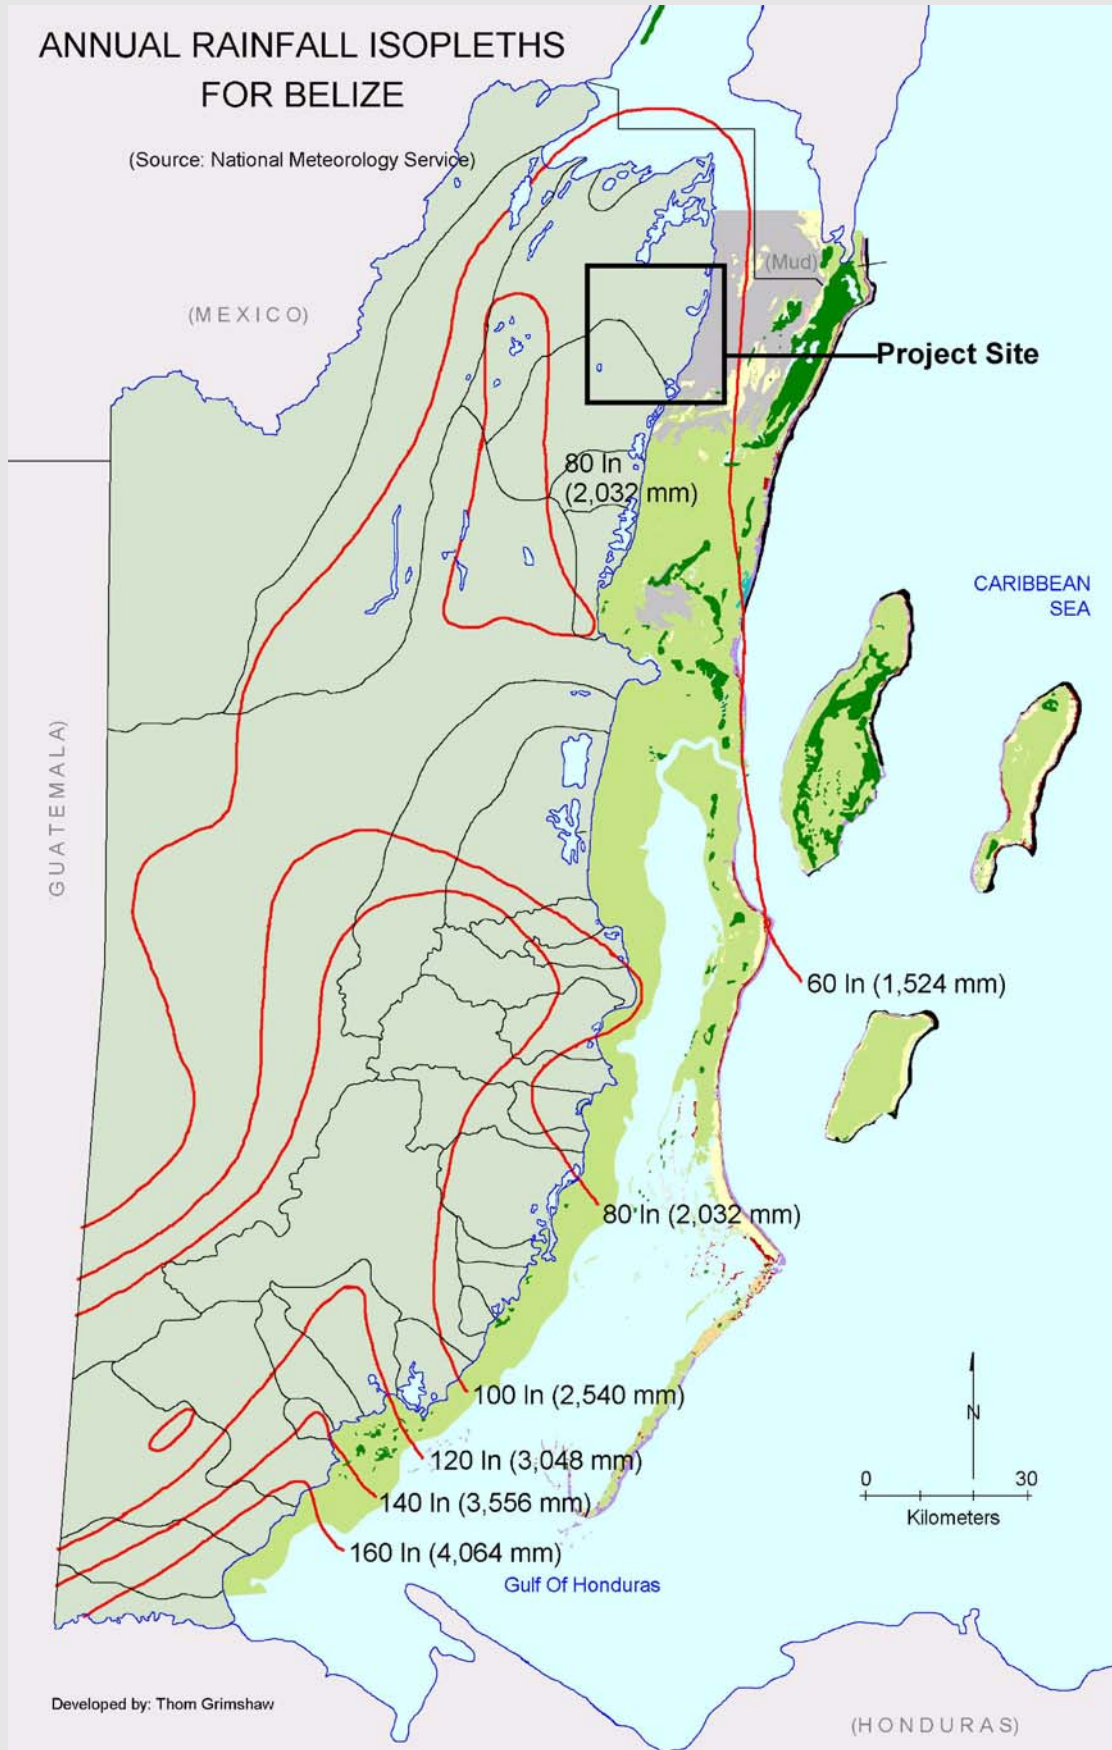 ANNUAL RAINFALL ISOPLETHS
FOR BELIZE
(Source: National Meteorology Service)
(MEXICO)
(Mud)
Project Site
80 In
(2,032 mm)
CARIBBEAN
SEA
GUATEMALA)
60 In (1,524 mm)
80 In (2,032 mm)
100 In (2,540 mm)
120 In (3,048 mm)
140 In (3,556 mm)
160 In (4,064 mm)
N
0 30
Kilometers
Gulf Of Honduras
Developed by: Thom Grimshaw
(HONDURAS)